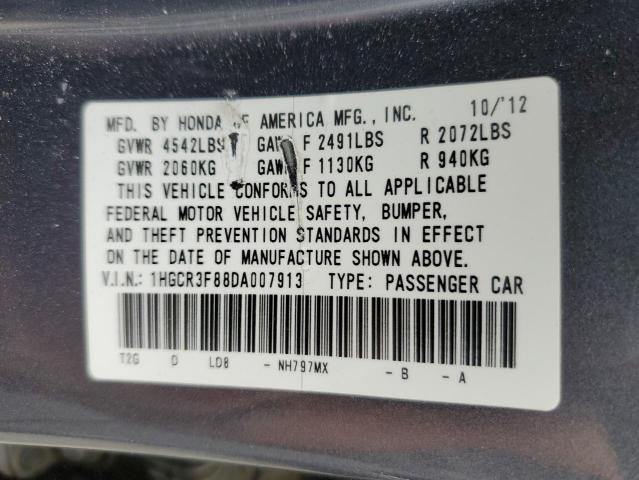 MFD. BY HONDA OF AMERICA MFG., INC. 10/'12
GVWR 4542LBS GAWR F 2491LBS R 2072LBS
GVWR 2060KG GAWR F 1130KG R 940KG
THIS VEHICLE CONFORMS TO ALL APPLICABLE
FEDERAL MOTOR VEHICLE SAFETY, BUMPER,
AND THEFT PREVENTION STANDARDS IN EFFECT
ON THE DATE OF MANUFACTURE SHOWN ABOVE.
V.I.N.: 1HGCR3F88DA007913 TYPE: PASSENGER CAR
T2G D LD8 - NH797MX - B - A